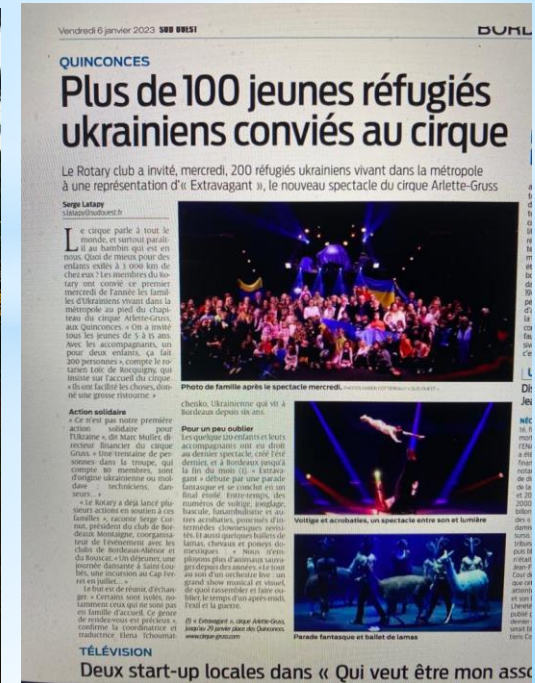 Vendredi 6 janvier 2023 SUD OUEST
QUINCONCES
Plus de 100 jeunes réfugiés
ukrainiens conviés au cirque
Le Rotary club a invité, mercredi, 200 réfugiés ukrainiens vivant dans la métropole
à une représentation d'« Extravagant », le nouveau spectacle du cirque Arlette-Gruss
Serge Latapy
s.latapy@sudouest.fr
Le cirque parle à tout le
monde, et surtout paraît-
il au bambin qui est en
nous. Quoi de mieux pour des
enfants exilés à 3 000 km de
chez eux ? Les membres du Ro-
tary ont convié ce premier
mercredi de l'année les famil-
les d'Ukrainiens vivant dans la
métropole au pied du chapi-
teau du cirque Arlette-Gruss,
aux Quinconces. « On a invité
tous les jeunes de 5 à 15 ans.
Avec les accompagnants, un
pour deux enfants, ça fait
200 personnes », compte le ro-
tarien Loïc de Rocquigny, qui
insiste sur l'accueil du cirque :
« Ils ont facilité les choses, don-
né une grosse ristourne. »
Action solidaire
« Ce n'est pas notre première
action solidaire pour
l'Ukraine », dit Marc Muller, di-
recteur financier du cirque
Gruss. « Une trentaine de per-
sonnes dans la troupe, qui
compte 80 membres, sont
d'origine ukrainienne ou mol-
dave : techniciens, dan-
seurs... »
« Le Rotary a déjà lancé plu-
sieurs actions en soutien à ces
familles », raconte Serge Cor-
nut, président du club de Bor-
deaux Montaigne, coorganisa-
teur de l'événement avec les
clubs de Bordeaux-Aliénor et
du Bouscat. « Un déjeuner, une
journée dansante à Saint-Lou-
bès, une incursion au Cap Fer-
ret en juillet... »
Le but est de réunir, d'échan-
ger. « Certains sont isolés, no-
tamment ceux qui ne sont pas
en famille d'accueil. Ce genre
de rendez-vous est précieux »,
confirme la coordinatrice et
traductrice Elena Tchoumat-
chenko, Ukrainienne qui vit à
Bordeaux depuis six ans.
Pour un peu oublier
Les quelque 120 enfants et leurs
accompagnants ont eu droit
au dernier spectacle, créé l'été
dernier, et à Bordeaux jusqu'à
la fin du mois (1). « Extrava-
gant » débute par une parade
fantasque et se conclut en un
final étoilé. Entre-temps, des
numéros de voltige, jonglage,
bascule, funambulisme et au-
tres acrobaties, ponctués d'in-
termèdes clownesques revisi-
tés. Et aussi quelques ballets de
lamas, chevaux et poneys do-
mestiques : « Nous n'em-
ployons plus d'animaux sauva-
ges depuis des années. » Le tout
au son d'un orchestre live : un
grand show musical et visuel,
de quoi rassembler et faire ou-
blier, le temps d'un après-midi,
l'exil et la guerre.
(1) « Extravagant », cirque Arlette-Gruss,
jusqu'au 29 janvier place des Quinconces.
www.cirque-gruss.com
Photo de famille après le spectacle mercredi.
Voltige et acrobaties, un spectacle entre son et lumière
Parade fantasque et ballet de lamas
TÉLÉVISION
Deux start-up locales dans « Qui veut être mon asso